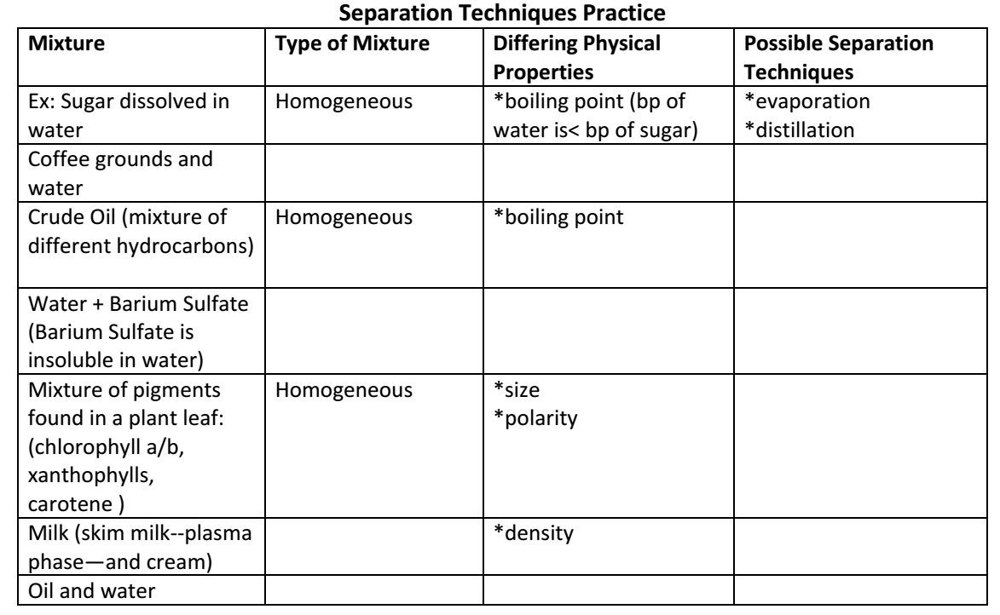 Separation Techniques Practice
Mixture
Type of Mixture
Differing Physical
Properties
Possible Separation
Techniques
Ex: Sugar dissolved in
water
Homogeneous
*boiling point (bp of
water is< bp of sugar)
*evaporation
*distillation
Coffee grounds and
water
Crude Oil (mixture of
different hydrocarbons)
Homogeneous
*boiling point
Water + Barium Sulfate
(Barium Sulfate is
insoluble in water)
Mixture of pigments
found in a plant leaf:
(chlorophyll a/b,
xanthophylls,
carotene )
Homogeneous
*size
*polarity
Milk (skim milk--plasma
phase—and cream)
*density
Oil and water